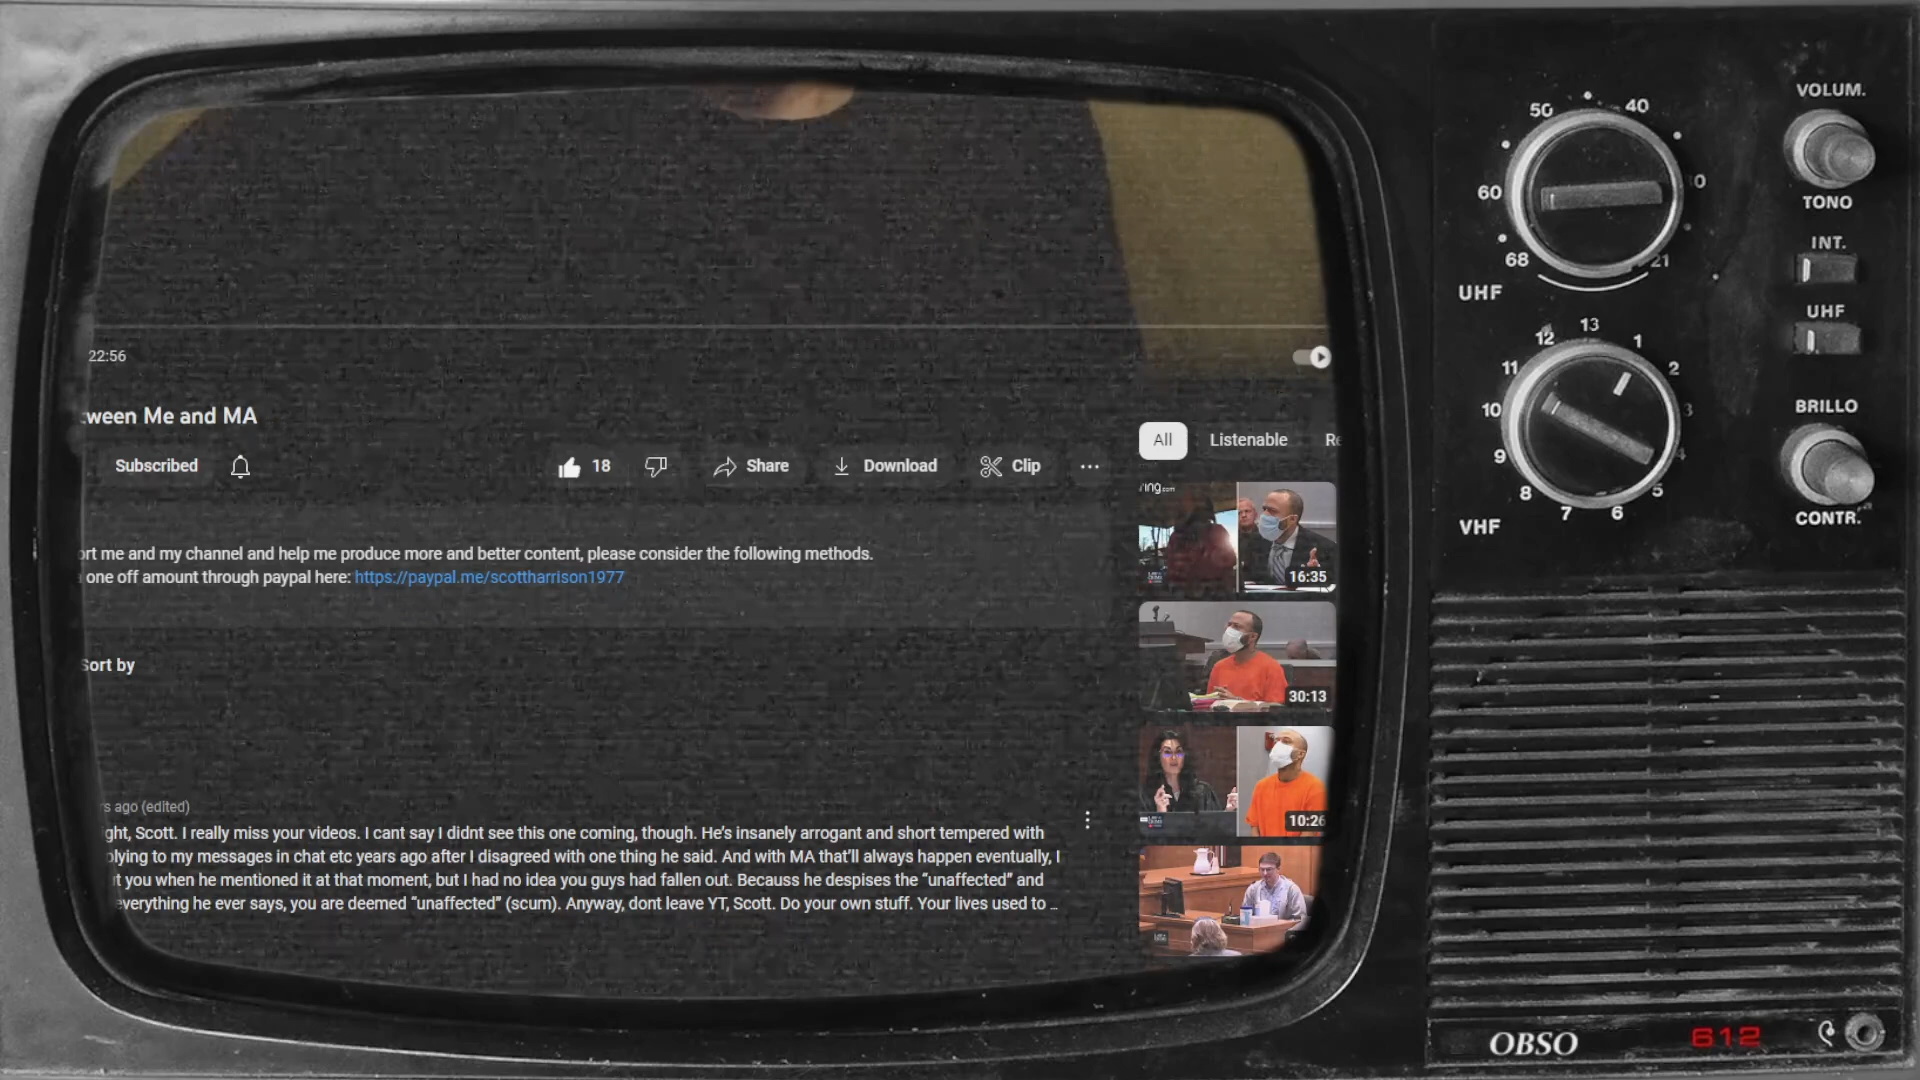 22:56
tween Me and MA
Subscribed
18
Share
Download
Clip
ort me and my channel and help me produce more and better content, please consider the following methods.
one off amount through paypal here: https://paypal.me/scottharrison1977
Sort by
ago (edited)
Scott. I really miss your videos. I cant say I didnt see this one coming, though. He's insanely arrogant and short tempered with
to my messages in chat etc years ago after I disagreed with one thing he said. And with MA that'll always happen eventually, I
you when he mentioned it at that moment, but I had no idea you guys had fallen out. Becauss he despises the “unaffected” and
everything he ever says, you are deemed “unaffected” (scum). Anyway, dont leave YT, Scott. Do your own stuff. Your lives used to ...
All
Listenable
Re
ring.com
16:35
30:13
10:26
50
40
60
68
21
UHF
13
12
1
11
2
10
3
9
4
8
5
7
6
VHF
VOLUM.
TONO
INT.
UHF
BRILLO
CONTR.
OBSO
612